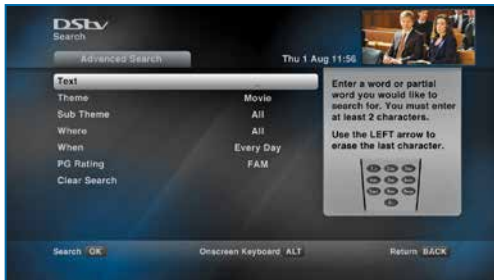 DStv
Search
Advanced Search
Thu 1 Aug 11:56
Text
Theme Movie
Sub Theme All
Where All
When Every Day
PG Rating FAM
Clear Search
Enter a word or partial
word you would like to
search for. You must enter
at least 2 characters.
Use the LEFT arrow to
erase the last character.
Search OK
Onscreen Keyboard ALT
Return BACK